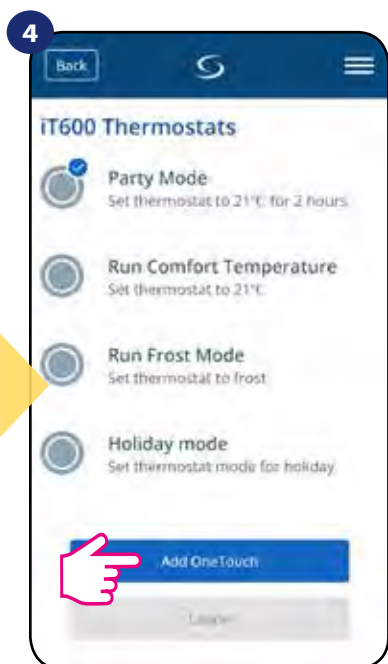 4
Back
iT600 Thermostats
Party Mode
Set thermostat to 21°C for 2 hours
Run Comfort Temperature
Set thermostat to 21°C
Run Frost Mode
Set thermostat to frost
Holiday mode
Set thermostat mode for holiday
Add OneTouch